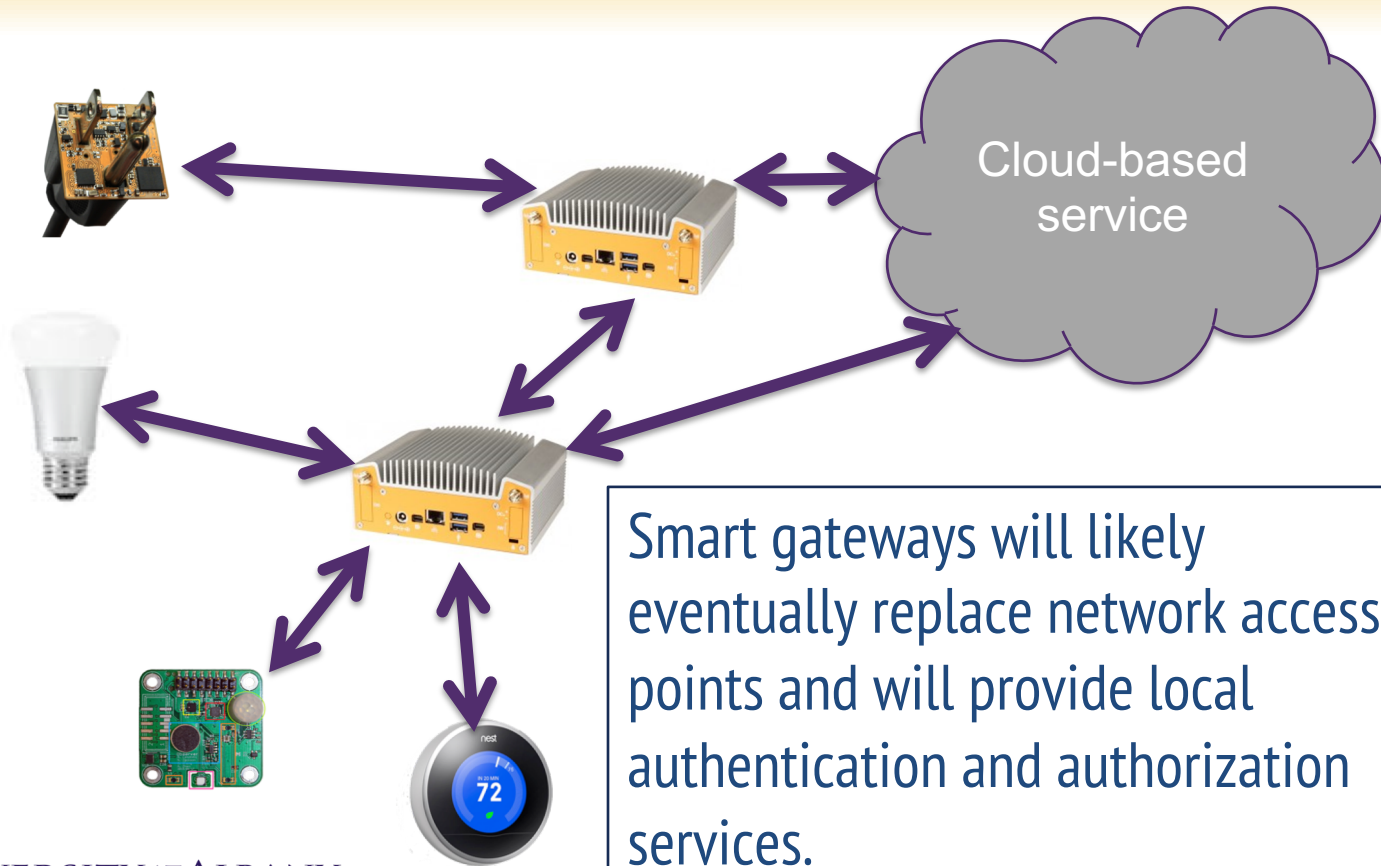 Cloud-based
service
nest
72
Smart gateways will likely
eventually replace network access
points and will provide local
authentication and authorization
services.